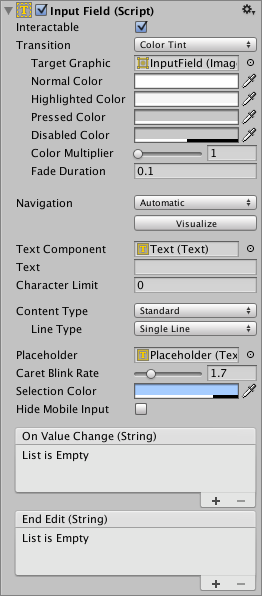 Input Field (Script)
Interactable
Transition Color Tint
Target Graphic InputField (Imag
Normal Color
Highlighted Color
Pressed Color
Disabled Color
Color Multiplier 1
Fade Duration 0.1
Navigation Automatic
Visualize
Text Component Text (Text)
Text
Character Limit 0
Content Type Standard
Line Type Single Line
Placeholder Placeholder (Tex
Caret Blink Rate 1.7
Selection Color
Hide Mobile Input
On Value Change (String)
List is Empty
+ −
End Edit (String)
List is Empty
+ −